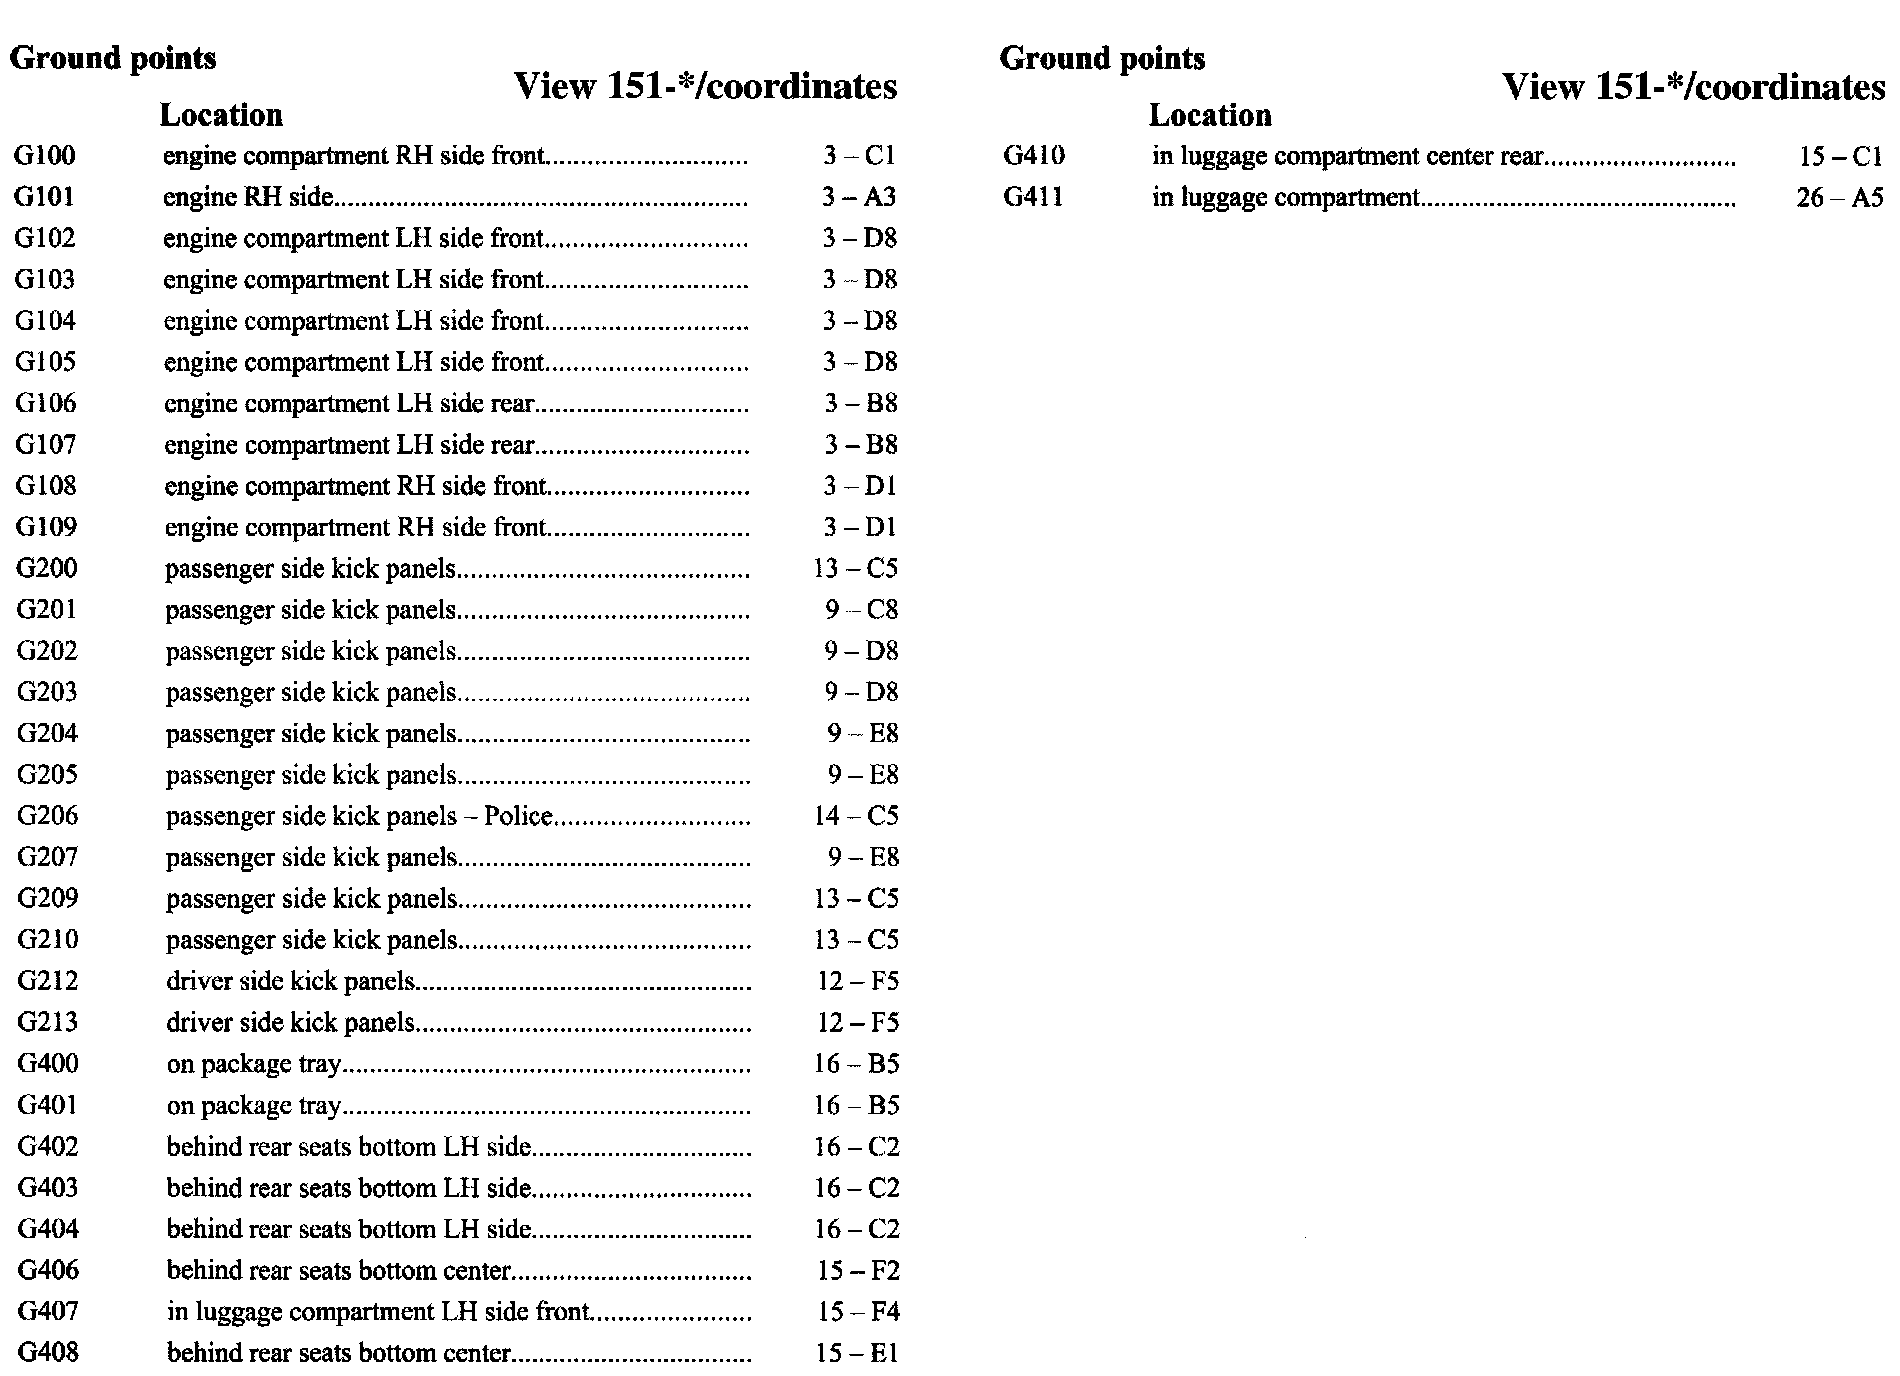 Ground points
View 151-*/coordinates
Location
G100 engine compartment RH side front............................. 3 – C1
G101 engine RH side............................................................ 3 – A3
G102 engine compartment LH side front............................. 3 – D8
G103 engine compartment LH side front............................. 3 – D8
G104 engine compartment LH side front............................. 3 – D8
G105 engine compartment LH side front............................. 3 – D8
G106 engine compartment LH side rear............................... 3 – B8
G107 engine compartment LH side rear............................... 3 – B8
G108 engine compartment RH side front............................. 3 – D1
G109 engine compartment RH side front............................. 3 – D1
G200 passenger side kick panels.......................................... 13 – C5
G201 passenger side kick panels.......................................... 9 – C8
G202 passenger side kick panels.......................................... 9 – D8
G203 passenger side kick panels.......................................... 9 – D8
G204 passenger side kick panels.......................................... 9 – E8
G205 passenger side kick panels.......................................... 9 – E8
G206 passenger side kick panels – Police............................ 14 – C5
G207 passenger side kick panels.......................................... 9 – E8
G209 passenger side kick panels.......................................... 13 – C5
G210 passenger side kick panels.......................................... 13 – C5
G212 driver side kick panels................................................ 12 – F5
G213 driver side kick panels................................................ 12 – F5
G400 on package tray........................................................... 16 – B5
G401 on package tray........................................................... 16 – B5
G402 behind rear seats bottom LH side................................ 16 – C2
G403 behind rear seats bottom LH side................................ 16 – C2
G404 behind rear seats bottom LH side................................ 16 – C2
G406 behind rear seats bottom center................................... 15 – F2
G407 in luggage compartment LH side front....................... 15 – F4
G408 behind rear seats bottom center................................... 15 – E1
Ground points
View 151-*/coordinates
Location
G410 in luggage compartment center rear............................ 15 – C1
G411 in luggage compartment.............................................. 26 – A5